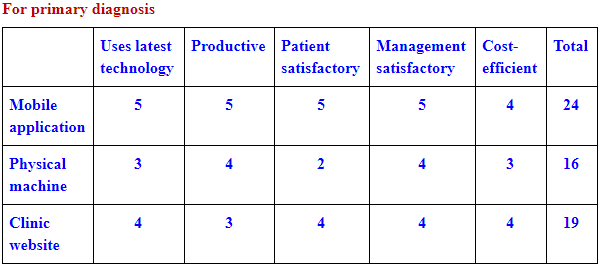 For primary diagnosis
Uses latest technology Productive Patient satisfactory Management satisfactory Cost-efficient Total
Mobile application 5 5 5 5 4 24
Physical machine 3 4 2 4 3 16
Clinic website 4 3 4 4 4 19